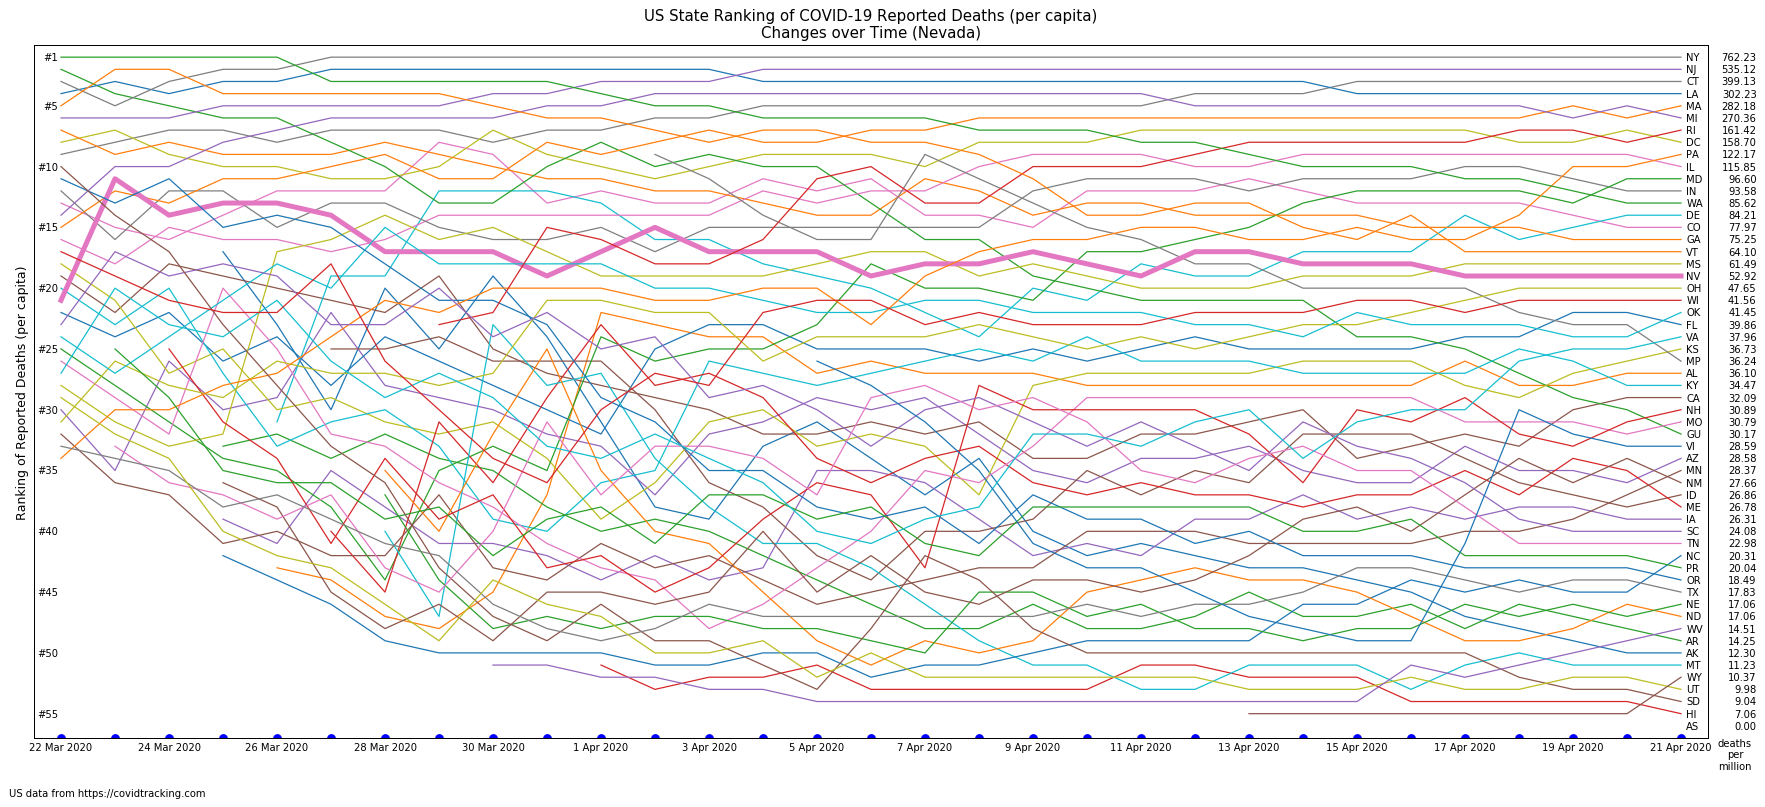 US State Ranking of COVID-19 Reported Deaths (per capita)
Changes over Time (Nevada)
Ranking of Reported Deaths (per capita)
#1
#5
#10
#15
#20
#25
#30
#35
#40
#45
#50
#55
NY 762.23
NJ 535.12
CT 399.13
LA 302.23
MA 282.18
MI 270.36
RI 161.42
DC 158.70
PA 122.17
IL 115.85
MD 96.60
IN 93.58
WA 85.62
DE 84.21
CO 77.97
GA 75.25
VT 64.10
MS 61.49
NV 52.92
OH 47.65
WI 41.56
OK 41.45
FL 39.86
VA 37.96
KS 36.73
MP 36.24
AL 36.10
KY 34.47
CA 32.09
NH 30.89
MO 30.79
GU 30.17
VI 28.59
AZ 28.58
MN 28.37
NM 27.66
ID 26.86
ME 26.78
IA 26.31
SC 24.08
TN 22.98
NC 20.31
PR 20.04
OR 18.49
TX 17.83
NE 17.06
ND 17.06
WV 14.51
AR 14.25
AK 12.30
MT 11.23
WY 10.37
UT 9.98
SD 9.04
HI 7.06
AS 0.00
22 Mar 2020 24 Mar 2020 26 Mar 2020 28 Mar 2020 30 Mar 2020 1 Apr 2020 3 Apr 2020 5 Apr 2020 7 Apr 2020 9 Apr 2020 11 Apr 2020 13 Apr 2020 15 Apr 2020 17 Apr 2020 19 Apr 2020 21 Apr 2020
deaths
per
million
US data from https://covidtracking.com